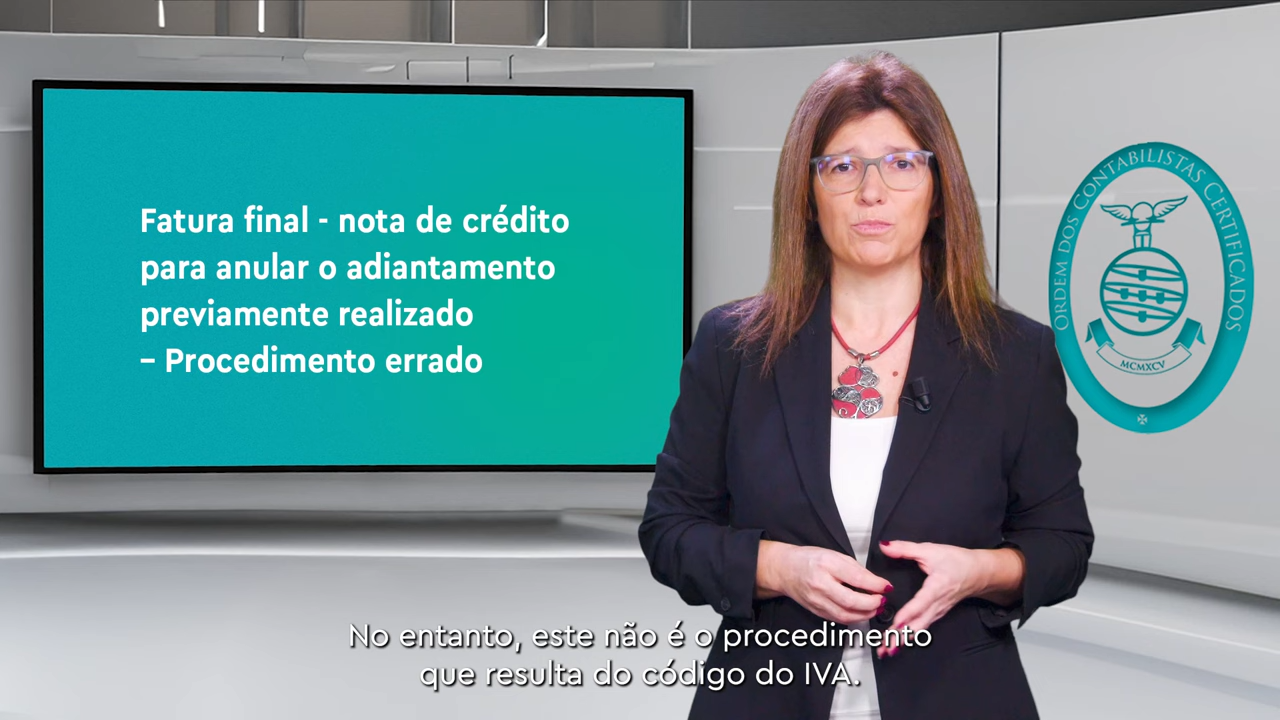 Fatura final - nota de crédito
para anular o adiantamento
previamente realizado
– Procedimento errado
ORDEM DOS CONTABILISTAS CERTIFICADOS
MCMXCV
No entanto, este não é o procedimento
que resulta do código do IVA.